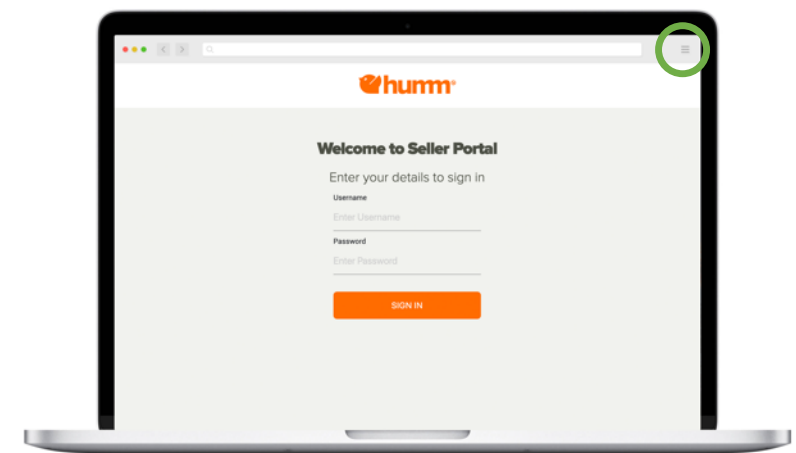 humm®
Welcome to Seller Portal
Enter your details to sign in
Username
Enter Username
Password
Enter Password
SIGN IN